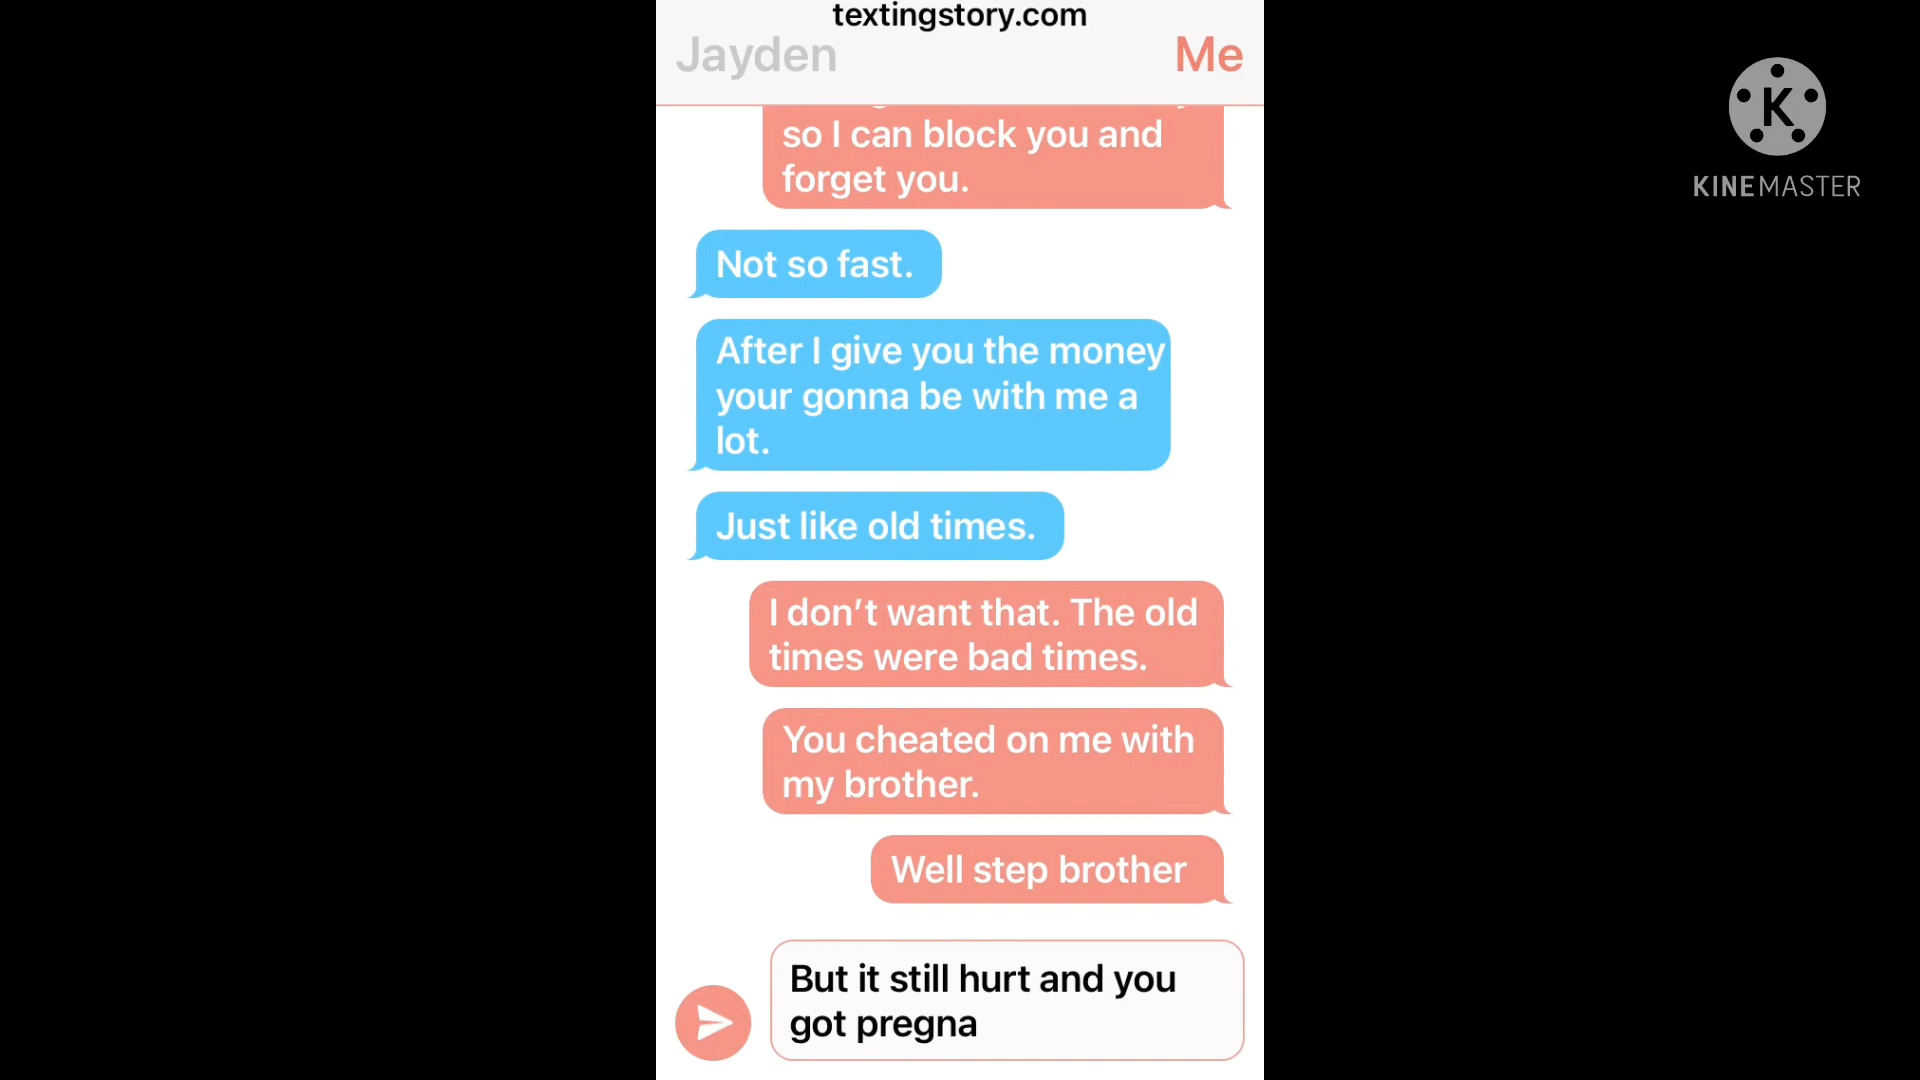 textingstory.com
Jayden
Me
K
KINEMASTER
so I can block you and
forget you.
Not so fast.
After I give you the money
your gonna be with me a
lot.
Just like old times.
I don’t want that. The old
times were bad times.
You cheated on me with
my brother.
Well step brother
But it still hurt and you
got pregna